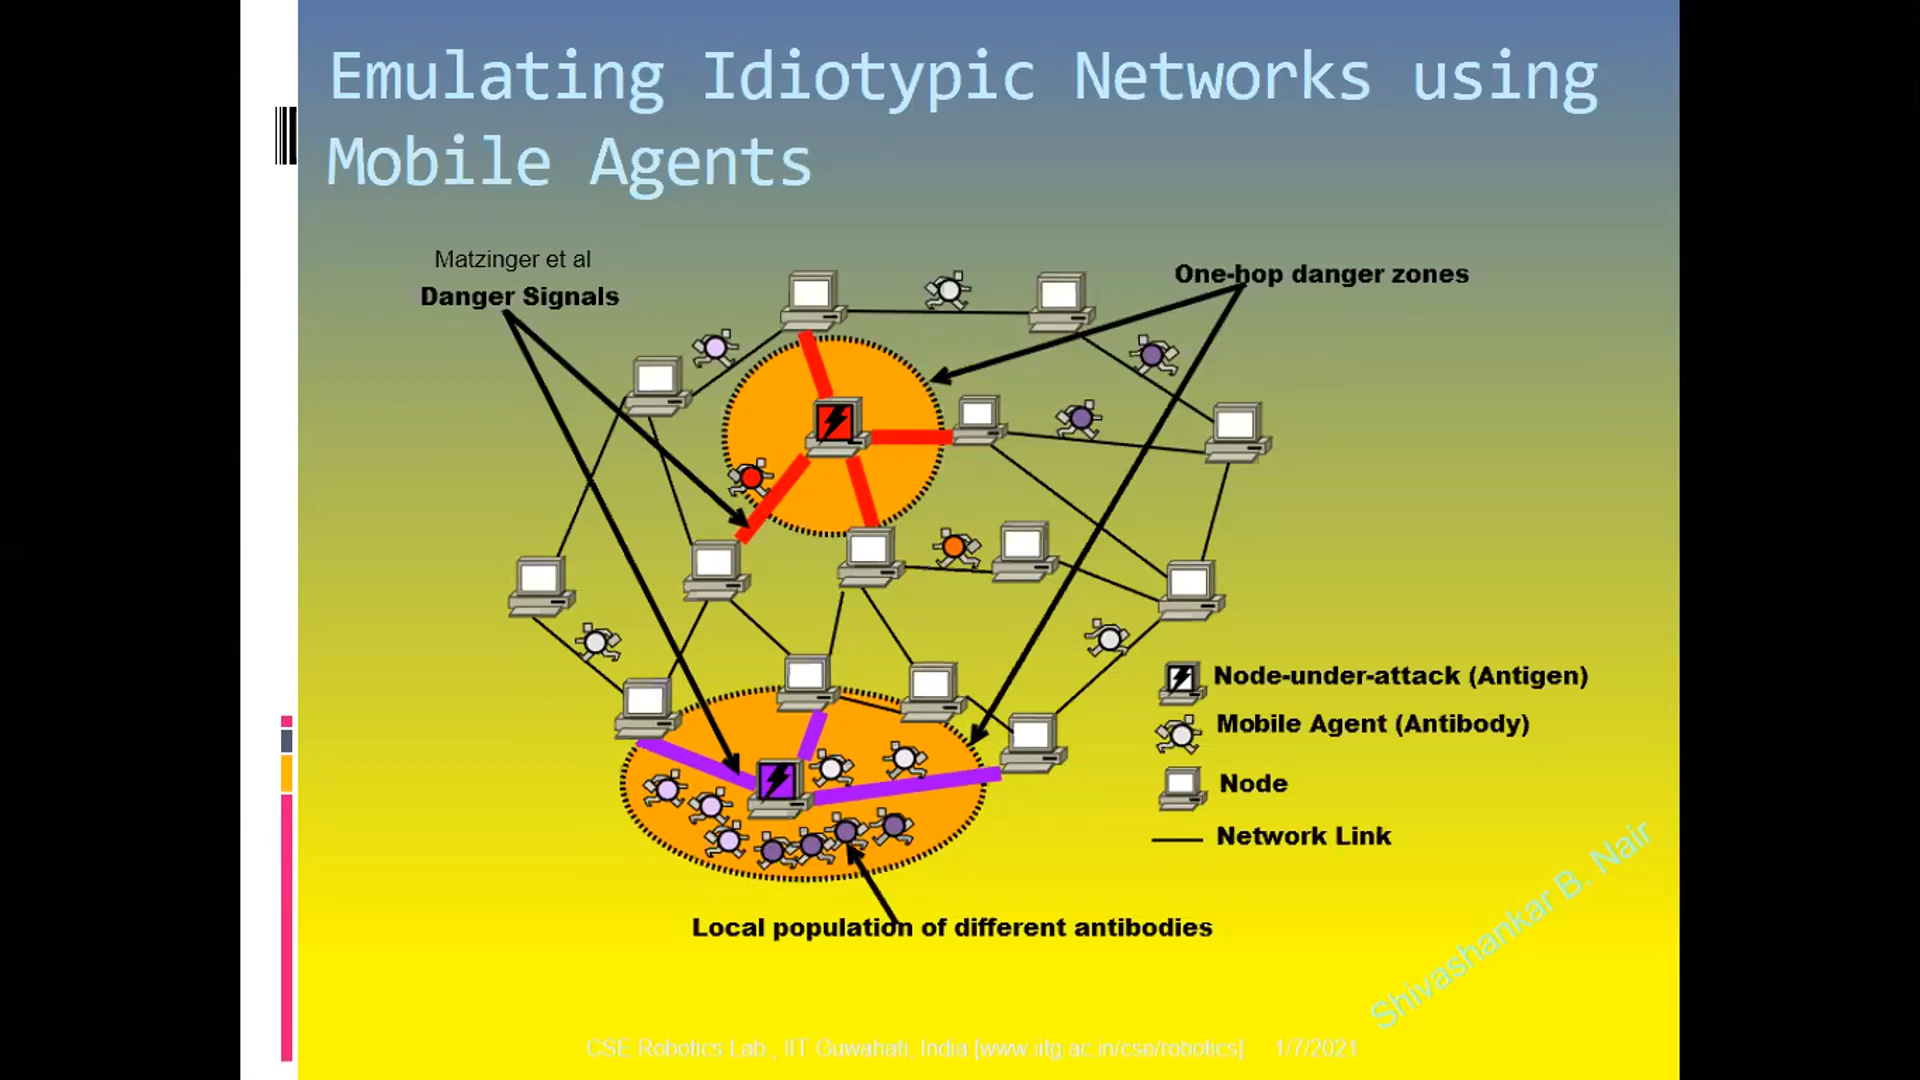 Emulating Idiotypic Networks using
Mobile Agents
Matzinger et al
Danger Signals
One-hop danger zones
Node-under-attack (Antigen)
Mobile Agent (Antibody)
Node
Network Link
Local population of different antibodies
Shivashankar B. Nair
CSE Robotics Lab., IIT Guwahati, India [www.iitg.ac.in/cse/robotics] 1/7/2021